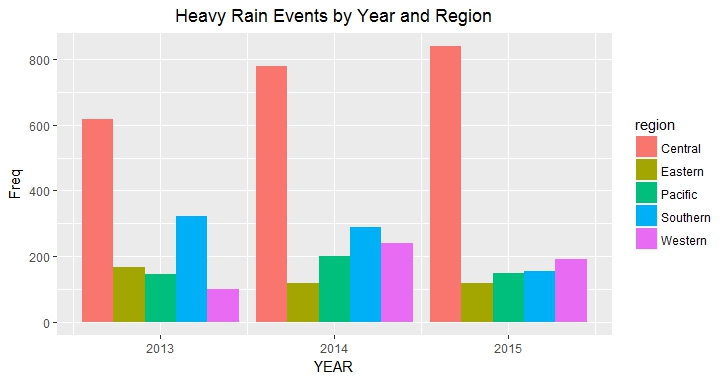 Heavy Rain Events by Year and Region
800
600
400
200
0
Freq
2013
2014
2015
YEAR
region
Central
Eastern
Pacific
Southern
Western